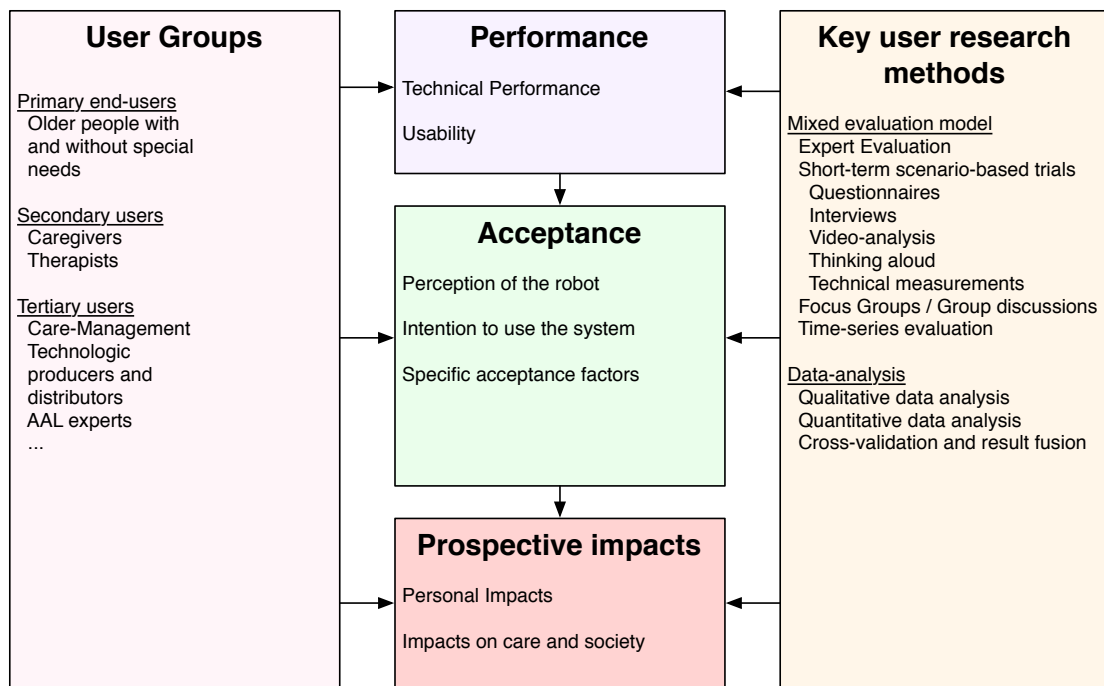 User Groups
Primary end-users
Older people with
and without special
needs
Secondary users
Caregivers
Therapists
Tertiary users
Care-Management
Technologic
producers and
distributors
AAL experts
...
Performance
Technical Performance
Usability
Acceptance
Perception of the robot
Intention to use the system
Specific acceptance factors
Prospective impacts
Personal Impacts
Impacts on care and society
Key user research
methods
Mixed evaluation model
Expert Evaluation
Short-term scenario-based trials
Questionnaires
Interviews
Video-analysis
Thinking aloud
Technical measurements
Focus Groups / Group discussions
Time-series evaluation
Data-analysis
Qualitative data analysis
Quantitative data analysis
Cross-validation and result fusion